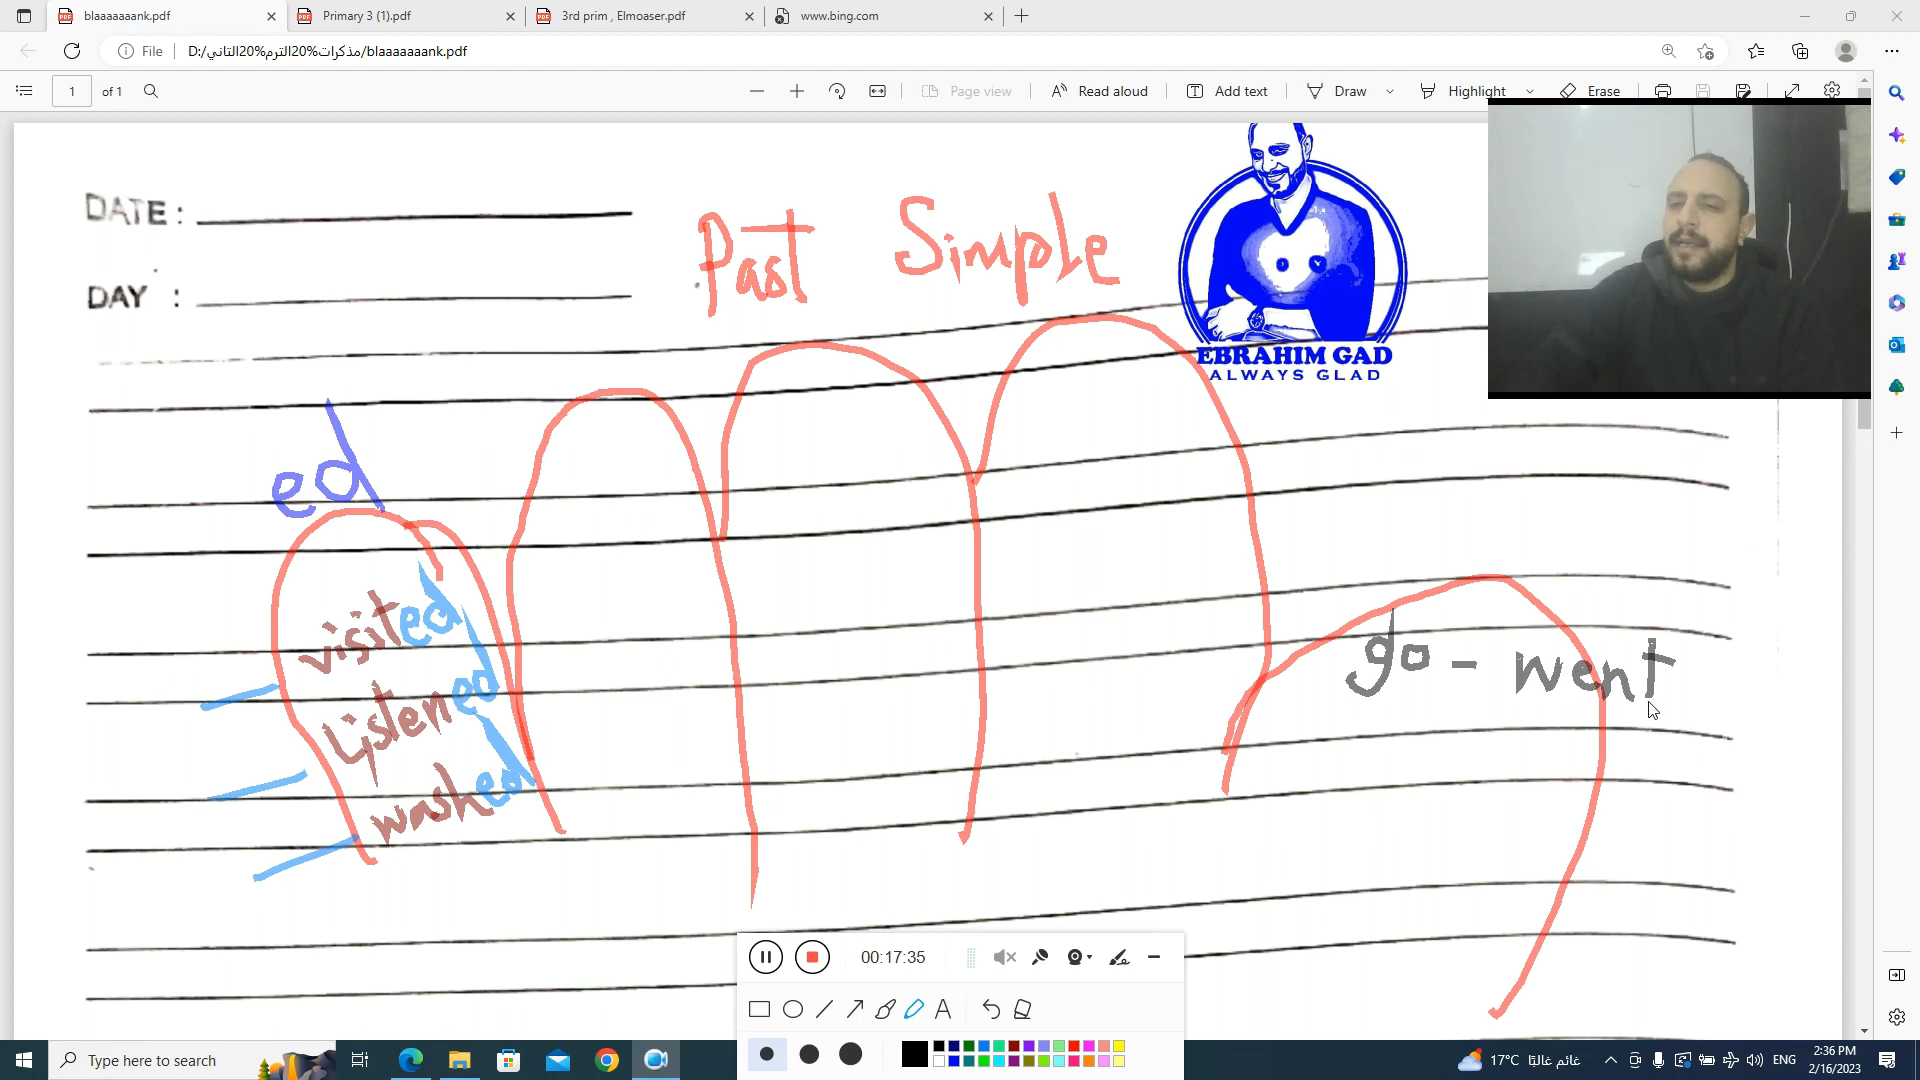 blaaaaaaank.pdf
Primary 3 (1).pdf
3rd prim , Elmoaser.pdf
www.bing.com
File
D:/مذكرات%20الترم%20التاني/blaaaaaaank.pdf
1 of 1
Page view
Read aloud
Add text
Draw
Highlight
Erase
DATE :
DAY :
Past Simple
EBRAHIM GAD
ALWAYS GLAD
ed
visited
Listened
washed
go - went
00:17:35
A
Type here to search
17°C غائم غالبًا
ENG
2:36 PM
2/16/2023